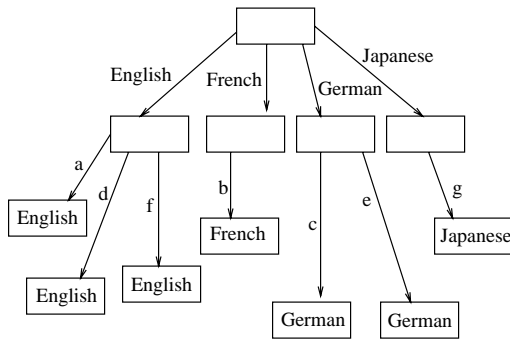 Japanese
English
French
German
a
d
f
b
c
e
g
English
French
Japanese
English
English
German
German